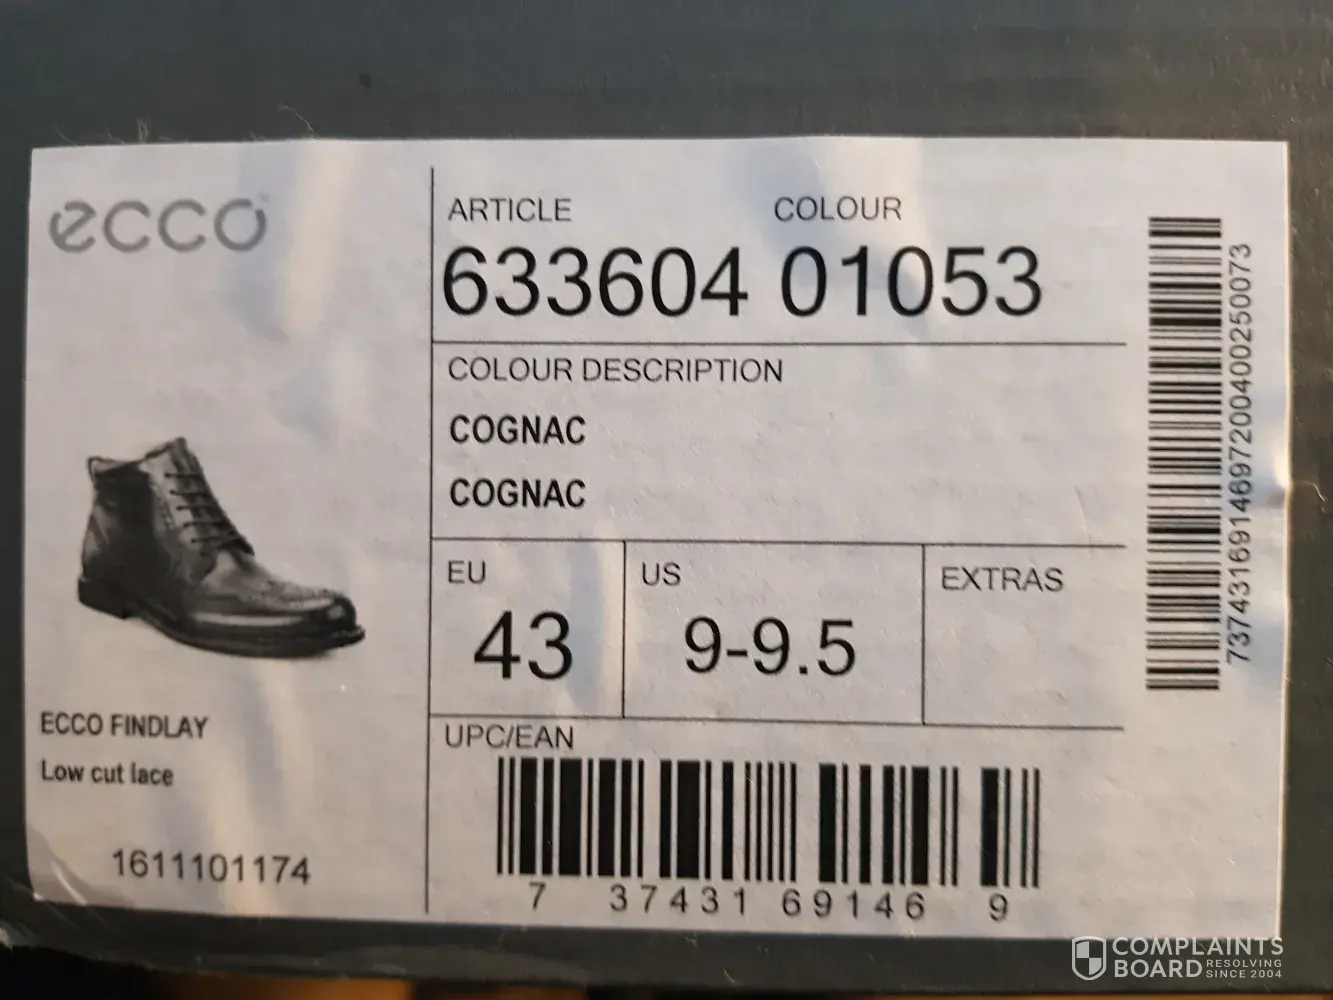 ecco
ARTICLE COLOUR
633604 01053
COLOUR DESCRIPTION
COGNAC
COGNAC
EU US EXTRAS
43 9-9.5
UPC/EAN
7 37431 69146 9
ECCO FINDLAY
Low cut lace
1611101174
7374316914697200400250073
COMPLAINTS
BOARD RESOLVING
SINCE 2004